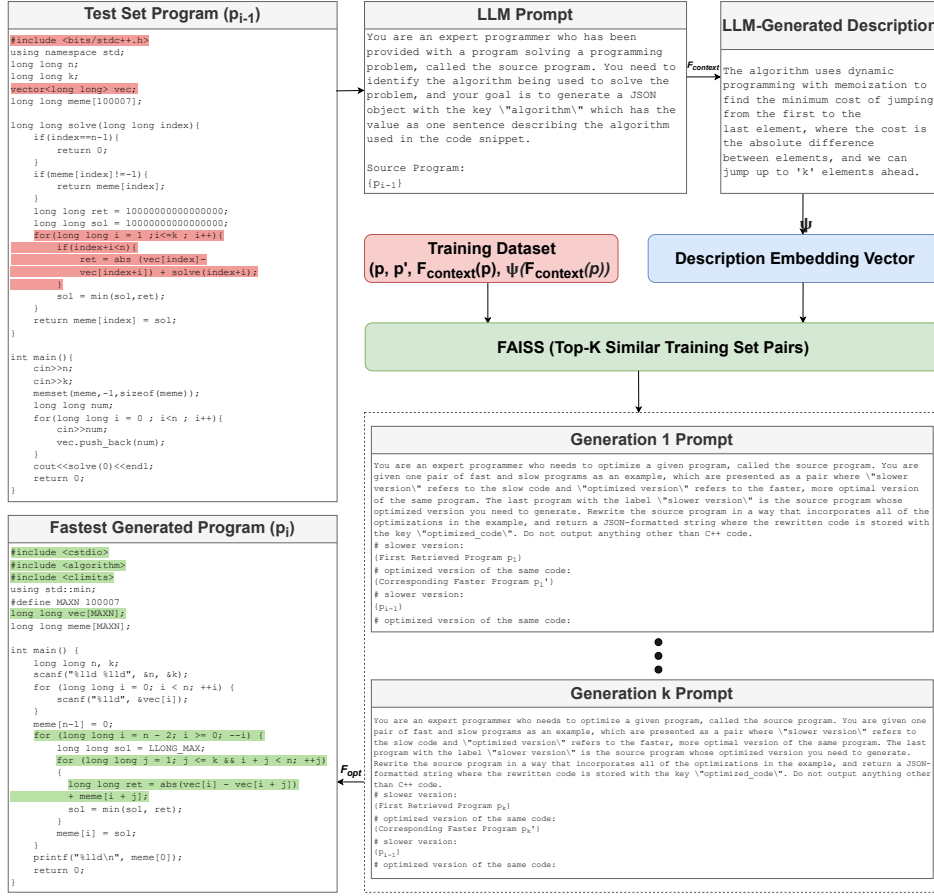 Test Set Program (pi-1)
#include <bits/stdc++.h>
using namespace std;
long long n;
long long k;
vector<long long> vec;
long long meme[100007];
long long solve(long long index){
if(index==n-1){
return 0;
}
if(meme[index]!=-1){
return meme[index];
}
long long ret = 10000000000000000;
long long sol = 10000000000000000;
for(long long i = 1 ;i<=k ; i++){
if(index+i<n){
ret = abs (vec[index]-
vec[index+i]) + solve(index+i);
}
sol = min(sol,ret);
}
return meme[index] = sol;
}
int main(){
cin>>n;
cin>>k;
memset(meme,-1,sizeof(meme));
long long num;
for(long long i = 0 ; i<n ; i++){
cin>>num;
vec.push_back(num);
}
cout<<solve(0)<<endl;
return 0;
}
LLM Prompt
You are an expert programmer who has been
provided with a program solving a programming
problem, called the source program. You need to
identify the algorithm being used to solve the
problem, and your goal is to generate a JSON
object with the key \"algorithm\" which has the
value as one sentence describing the algorithm
used in the code snippet.
Source Program:
{pi-1}
Fcontext
LLM-Generated Description
The algorithm uses dynamic
programming with memoization to
find the minimum cost of jumping
from the first to the
last element, where the cost is
the absolute difference
between elements, and we can
jump up to 'k' elements ahead.
Ψ
Training Dataset
(p, p', Fcontext(p), Ψ(Fcontext(p))
Description Embedding Vector
FAISS (Top-K Similar Training Set Pairs)
Generation 1 Prompt
You are an expert programmer who needs to optimize a given program, called the source program. You are
given one pair of fast and slow programs as an example, which are presented as a pair where \"slower
version\" refers to the slow code and \"optimized version\" refers to the faster, more optimal version
of the same program. The last program with the label \"slower version\" is the source program whose
optimized version you need to generate. Rewrite the source program in a way that incorporates all of the
optimizations in the example, and return a JSON-formatted string where the rewritten code is stored with
the key \"optimized_code\". Do not output anything other than C++ code.
# slower version:
{First Retrieved Program p1}
# optimized version of the same code:
{Corresponding Faster Program p1'}
# slower version:
{pi-1}
# optimized version of the same code:
Generation k Prompt
You are an expert programmer who needs to optimize a given program, called the source program. You are given one
pair of fast and slow programs as an example, which are presented as a pair where \"slower version\" refers to
the slow code and \"optimized version\" refers to the faster, more optimal version of the same program. The last
program with the label \"slower version\" is the source program whose optimized version you need to generate.
Rewrite the source program in a way that incorporates all of the optimizations in the example, and return a JSON-
formatted string where the rewritten code is stored with the key \"optimized_code\". Do not output anything other
than C++ code.
# slower version:
{First Retrieved Program pk}
# optimized version of the same code:
{Corresponding Faster Program pk'}
# slower version:
{pi-1}
# optimized version of the same code:
Fopt
Fastest Generated Program (pi)
#include <cstdio>
#include <algorithm>
#include <climits>
using std::min;
#define MAXN 100007
long long vec[MAXN];
long long meme[MAXN];
int main() {
long long n, k;
scanf("%lld %lld", &n, &k);
for (long long i = 0; i < n; ++i) {
scanf("%lld", &vec[i]);
}
meme[n-1] = 0;
for (long long i = n - 2; i >= 0; --i) {
long long sol = LLONG_MAX;
for (long long j = 1; j <= k && i + j < n; ++j)
{
long long ret = abs(vec[i] - vec[i + j])
+ meme[i + j];
sol = min(sol, ret);
}
meme[i] = sol;
}
printf("%lld\n", meme[0]);
return 0;
}